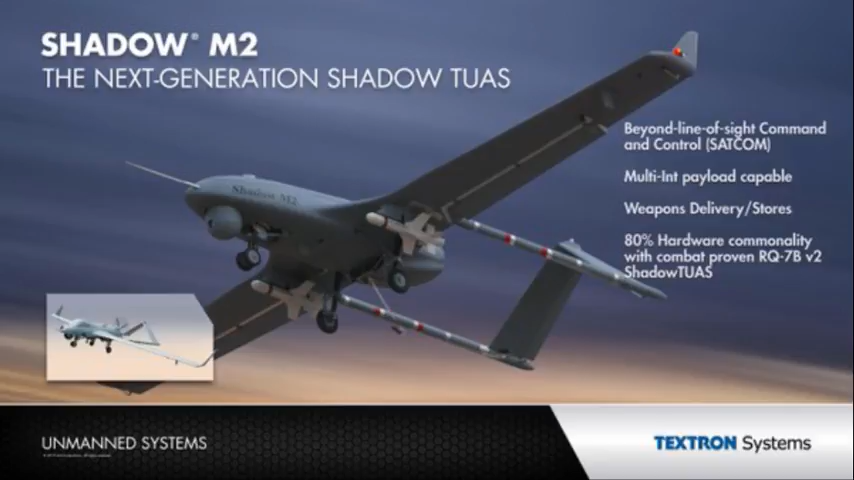 SHADOW® M2
THE NEXT-GENERATION SHADOW TUAS
Beyond-line-of-sight Command
and Control (SATCOM)
Multi-Int payload capable
Weapons Delivery/Stores
80% Hardware commonality
with combat proven RQ-7B v2
ShadowTUAS
Shadow M2
UNMANNED SYSTEMS
TEXTRON Systems